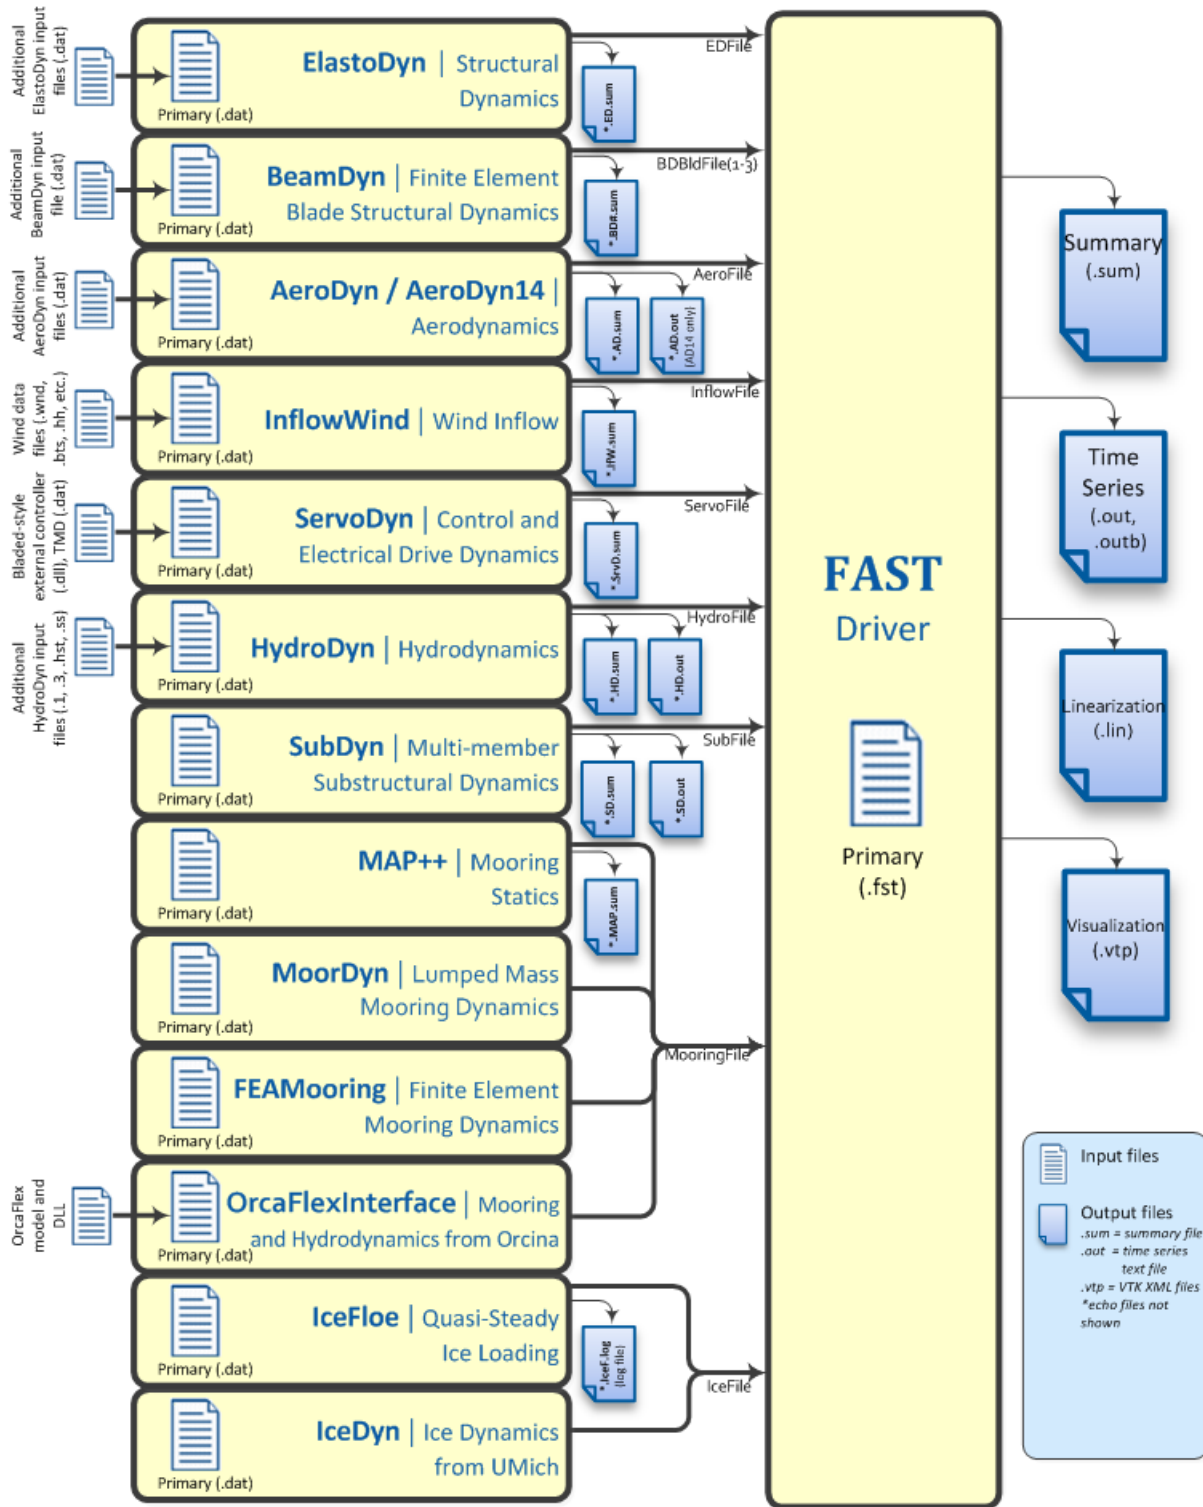 Additional
ElastoDyn input
files (.dat)
Primary (.dat)
ElastoDyn | Structural
Dynamics
EDFile
*.ED.sum
Additional
BeamDyn input
file (.dat)
Primary (.dat)
BeamDyn | Finite Element
Blade Structural Dynamics
BDBldFile(1-3)
*.BD#.sum
Additional
AeroDyn input
files (.dat)
Primary (.dat)
AeroDyn / AeroDyn14 |
Aerodynamics
AeroFile
*.AD.sum
*.AD.out
(AD14 only)
Wind data
files (.wnd,
.bts, .hh, etc.)
Primary (.dat)
InflowWind | Wind Inflow
InflowFile
*.IfW.sum
Bladed-style
external controller
(.dll), TMD (.dat)
Primary (.dat)
ServoDyn | Control and
Electrical Drive Dynamics
ServoFile
*.SrvD.sum
Additional
HydroDyn input
files (.1, .3, .hst, .ss)
Primary (.dat)
HydroDyn | Hydrodynamics
HydroFile
*.HD.sum
*.HD.out
Primary (.dat)
SubDyn | Multi-member
Substructural Dynamics
SubFile
*.SD.sum
*.SD.out
Primary (.dat)
MAP++ | Mooring
Statics
*.MAP.sum
Primary (.dat)
MoorDyn | Lumped Mass
Mooring Dynamics
MooringFile
Primary (.dat)
FEAMooring | Finite Element
Mooring Dynamics
OrcaFlex
model and
DLL
Primary (.dat)
OrcaFlexInterface | Mooring
and Hydrodynamics from Orcina
Primary (.dat)
IceFloe | Quasi-Steady
Ice Loading
*.IceF.log
(log file)
IceFile
Primary (.dat)
IceDyn | Ice Dynamics
from UMich
FAST
Driver
Primary
(.fst)
Summary
(.sum)
Time
Series
(.out,
.outb)
Linearization
(.lin)
Visualization
(.vtp)
Input files
Output files
.sum = summary file
.out = time series
text file
.vtp = VTK XML files
*echo files not
shown